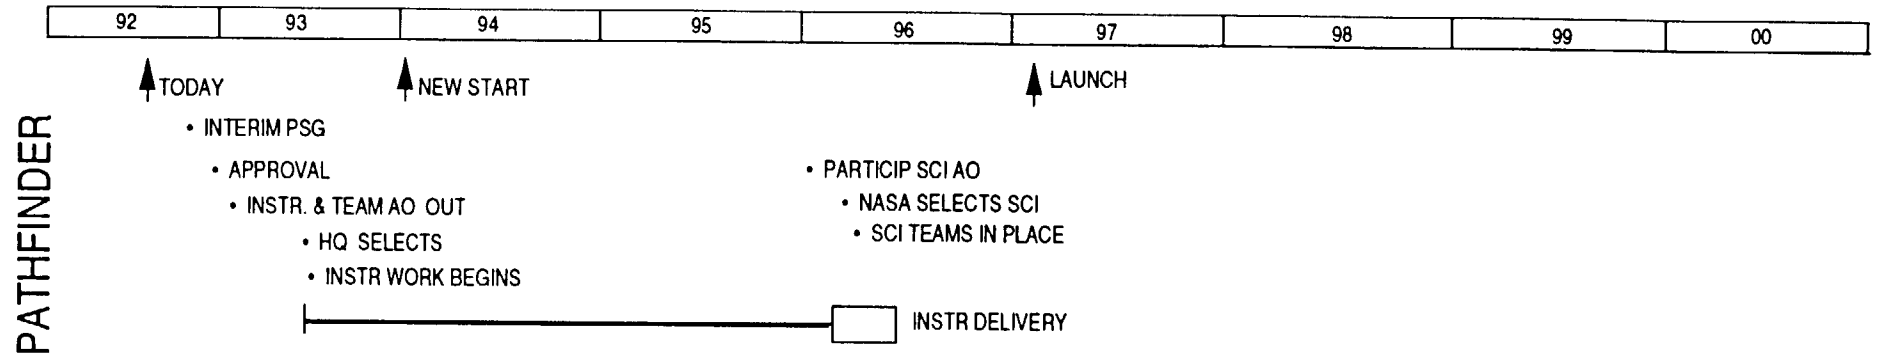 92 93 94 95 96 97 98 99 00
TODAY NEW START LAUNCH
• INTERIM PSG
• APPROVAL • PARTICIP SCI AO
• INSTR. & TEAM AO OUT • NASA SELECTS SCI
• HQ SELECTS • SCI TEAMS IN PLACE
• INSTR WORK BEGINS
INSTR DELIVERY
PATHFINDER